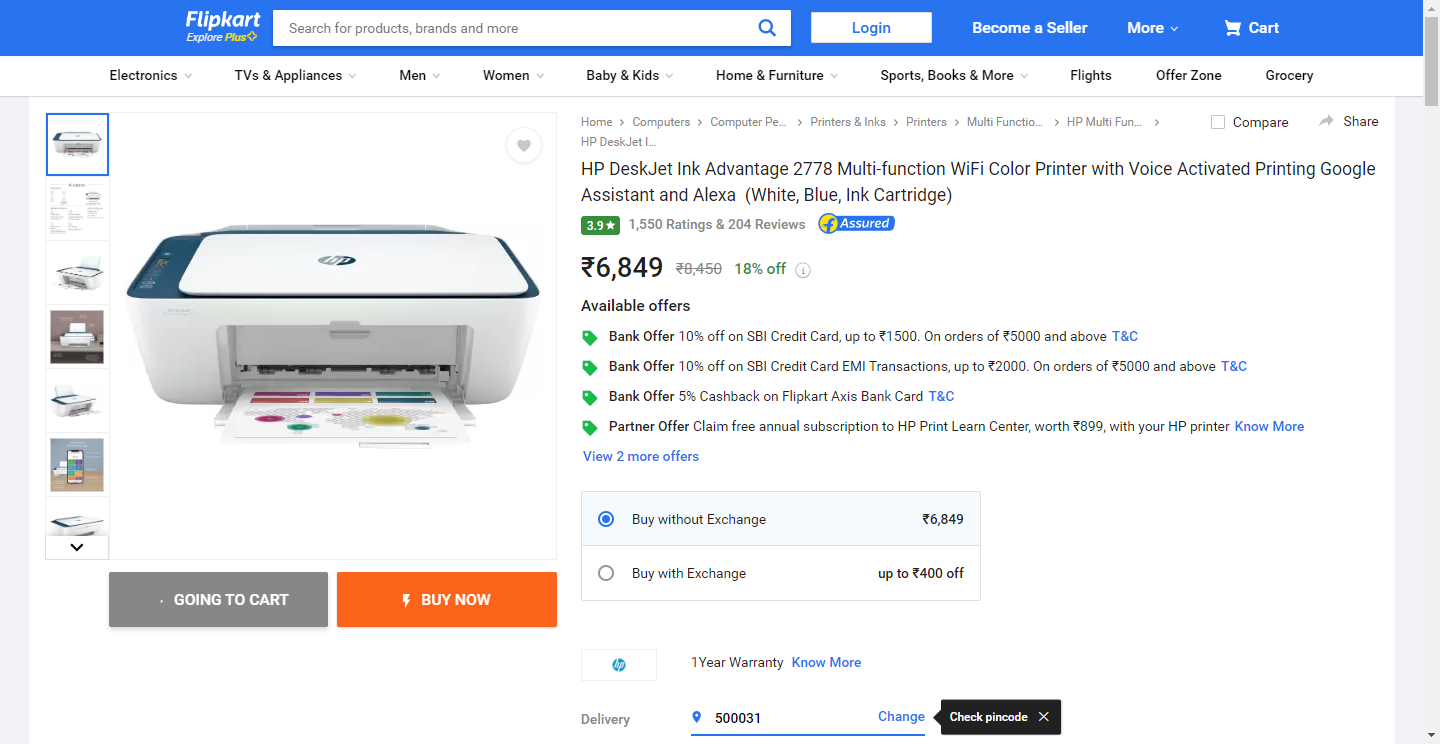 Flipkart
Explore Plus
Search for products, brands and more
Login
Become a Seller
More
Cart
Electronics
TVs & Appliances
Men
Women
Baby & Kids
Home & Furniture
Sports, Books & More
Flights
Offer Zone
Grocery
Home
Computers
Computer Pe...
Printers & Inks
Printers
Multi Functio...
HP Multi Fun...
HP DeskJet I...
Compare
Share
HP DeskJet Ink Advantage 2778 Multi-function WiFi Color Printer with Voice Activated Printing Google
Assistant and Alexa (White, Blue, Ink Cartridge)
3.9
1,550 Ratings & 204 Reviews
Assured
₹6,849
₹8,450
18% off
Available offers
Bank Offer 10% off on SBI Credit Card, up to ₹1500. On orders of ₹5000 and above T&C
Bank Offer 10% off on SBI Credit Card EMI Transactions, up to ₹2000. On orders of ₹5000 and above T&C
Bank Offer 5% Cashback on Flipkart Axis Bank Card T&C
Partner Offer Claim free annual subscription to HP Print Learn Center, worth ₹899, with your HP printer Know More
View 2 more offers
Buy without Exchange
₹6,849
Buy with Exchange
up to ₹400 off
hp
GOING TO CART
BUY NOW
hp
1Year Warranty Know More
Delivery
500031
Change
Check pincode